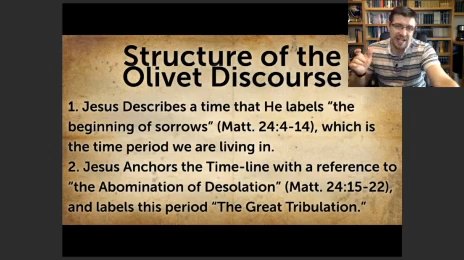 Structure of the
Olivet Discourse
1. Jesus Describes a time that He labels “the
beginning of sorrows” (Matt. 24:4-14), which is
the time period we are living in.
2. Jesus Anchors the Time-line with a reference to
“the Abomination of Desolation” (Matt. 24:15-22),
and labels this period “The Great Tribulation.”